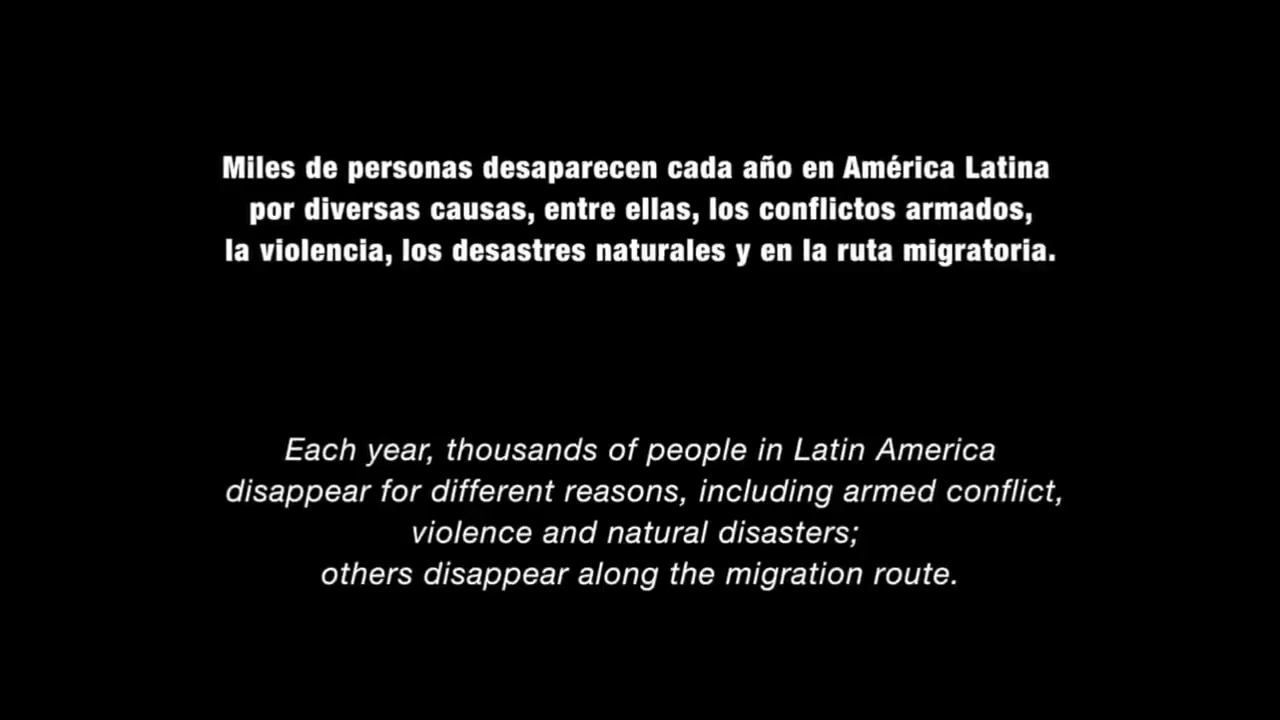 Miles de personas desaparecen cada año en América Latina
por diversas causas, entre ellas, los conflictos armados,
la violencia, los desastres naturales y en la ruta migratoria.
Each year, thousands of people in Latin America
disappear for different reasons, including armed conflict,
violence and natural disasters;
others disappear along the migration route.